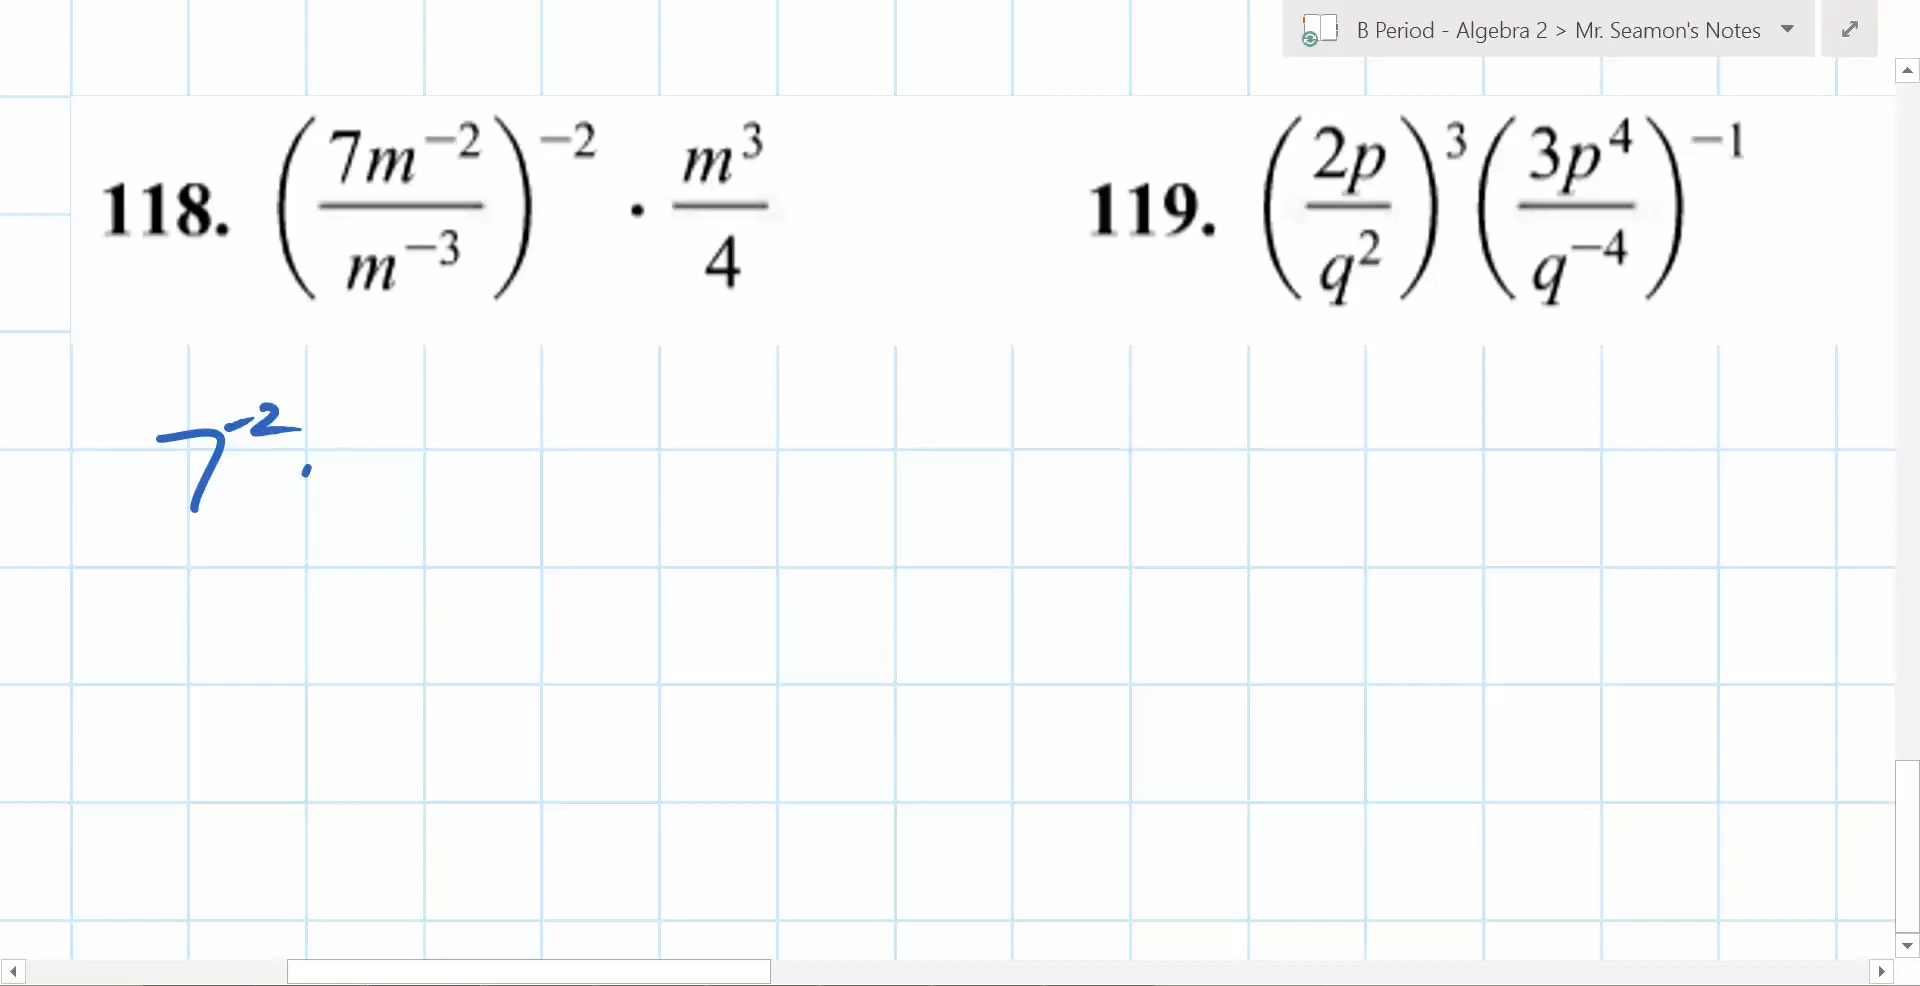 B Period - Algebra 2 > Mr. Seamon's Notes
118. (7m^{-2} / m^{-3})^{-2} · m^3 / 4
119. (2p / q^2)^3 (3p^4 / q^{-4})^{-1}
7^{-2} ·